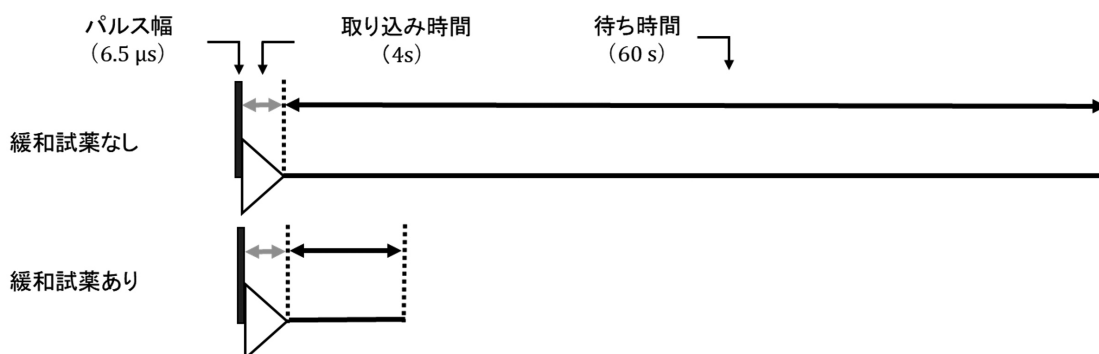 パルス幅
(6.5 μs)
取り込み時間
(4s)
待ち時間
(60 s)
緩和試薬なし
緩和試薬あり